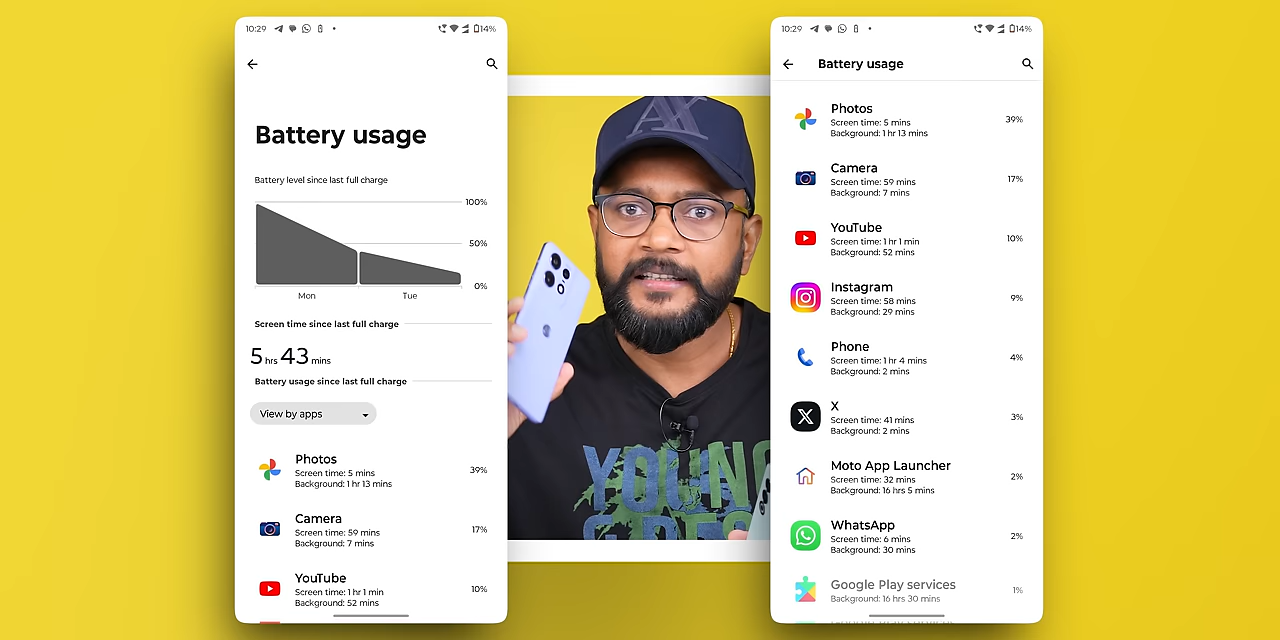 10:29
14%
Battery usage
Battery level since last full charge
100%
50%
0%
Mon Tue
Screen time since last full charge
5 hrs 43 mins
Battery usage since last full charge
View by apps
Photos
Screen time: 5 mins
Background: 1 hr 13 mins
39%
Camera
Screen time: 59 mins
Background: 7 mins
17%
YouTube
Screen time: 1 hr 1 min
Background: 52 mins
10%
AX
YOUNG
10:29
14%
Battery usage
Photos
Screen time: 5 mins
Background: 1 hr 13 mins
39%
Camera
Screen time: 59 mins
Background: 7 mins
17%
YouTube
Screen time: 1 hr 1 min
Background: 52 mins
10%
Instagram
Screen time: 58 mins
Background: 29 mins
9%
Phone
Screen time: 1 hr 4 mins
Background: 2 mins
4%
X
Screen time: 41 mins
Background: 2 mins
3%
Moto App Launcher
Screen time: 32 mins
Background: 16 hrs 5 mins
2%
WhatsApp
Screen time: 6 mins
Background: 30 mins
2%
Google Play services
Background: 16 hrs 30 mins
1%